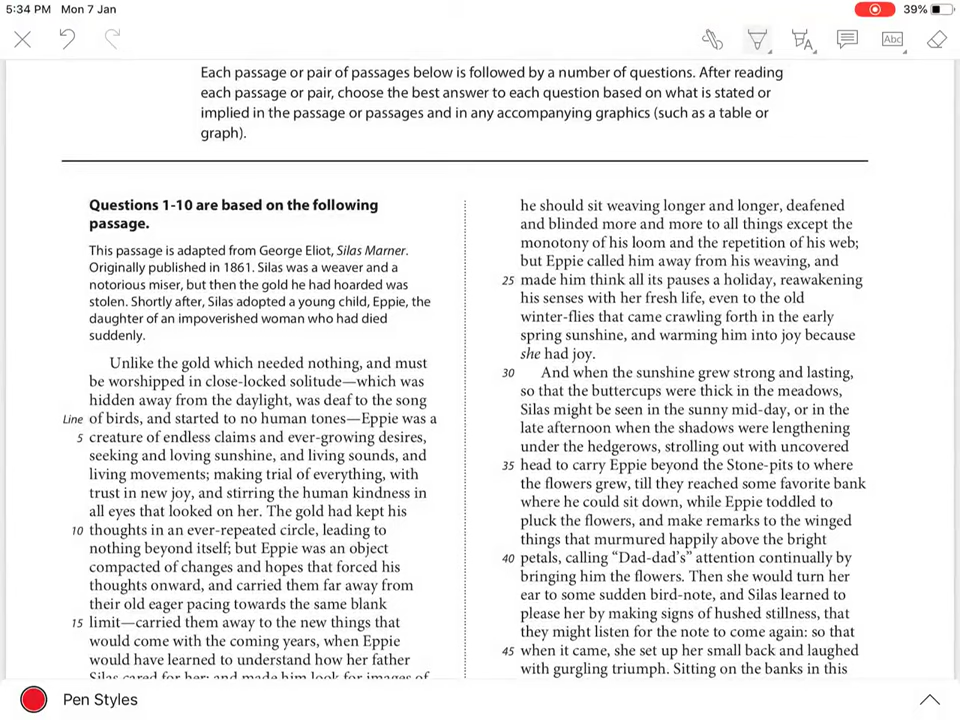 5:34 PM Mon 7 Jan
39%
Abc
Each passage or pair of passages below is followed by a number of questions. After reading
each passage or pair, choose the best answer to each question based on what is stated or
implied in the passage or passages and in any accompanying graphics (such as a table or
graph).
Questions 1-10 are based on the following
passage.
This passage is adapted from George Eliot, Silas Marner.
Originally published in 1861. Silas was a weaver and a
notorious miser, but then the gold he had hoarded was
stolen. Shortly after, Silas adopted a young child, Eppie, the
daughter of an impoverished woman who had died
suddenly.
Unlike the gold which needed nothing, and must
be worshipped in close-locked solitude—which was
hidden away from the daylight, was deaf to the song
Line of birds, and started to no human tones—Eppie was a
5 creature of endless claims and ever-growing desires,
seeking and loving sunshine, and living sounds, and
living movements; making trial of everything, with
trust in new joy, and stirring the human kindness in
all eyes that looked on her. The gold had kept his
10 thoughts in an ever-repeated circle, leading to
nothing beyond itself; but Eppie was an object
compacted of changes and hopes that forced his
thoughts onward, and carried them far away from
their old eager pacing towards the same blank
15 limit—carried them away to the new things that
would come with the coming years, when Eppie
would have learned to understand how her father
Silas cared for her; and made him look for images of
he should sit weaving longer and longer, deafened
and blinded more and more to all things except the
monotony of his loom and the repetition of his web;
but Eppie called him away from his weaving, and
25 made him think all its pauses a holiday, reawakening
his senses with her fresh life, even to the old
winter-flies that came crawling forth in the early
spring sunshine, and warming him into joy because
she had joy.
30 And when the sunshine grew strong and lasting,
so that the buttercups were thick in the meadows,
Silas might be seen in the sunny mid-day, or in the
late afternoon when the shadows were lengthening
under the hedgerows, strolling out with uncovered
35 head to carry Eppie beyond the Stone-pits to where
the flowers grew, till they reached some favorite bank
where he could sit down, while Eppie toddled to
pluck the flowers, and make remarks to the winged
things that murmured happily above the bright
40 petals, calling “Dad-dad’s” attention continually by
bringing him the flowers. Then she would turn her
ear to some sudden bird-note, and Silas learned to
please her by making signs of hushed stillness, that
they might listen for the note to come again: so that
45 when it came, she set up her small back and laughed
with gurgling triumph. Sitting on the banks in this
Pen Styles